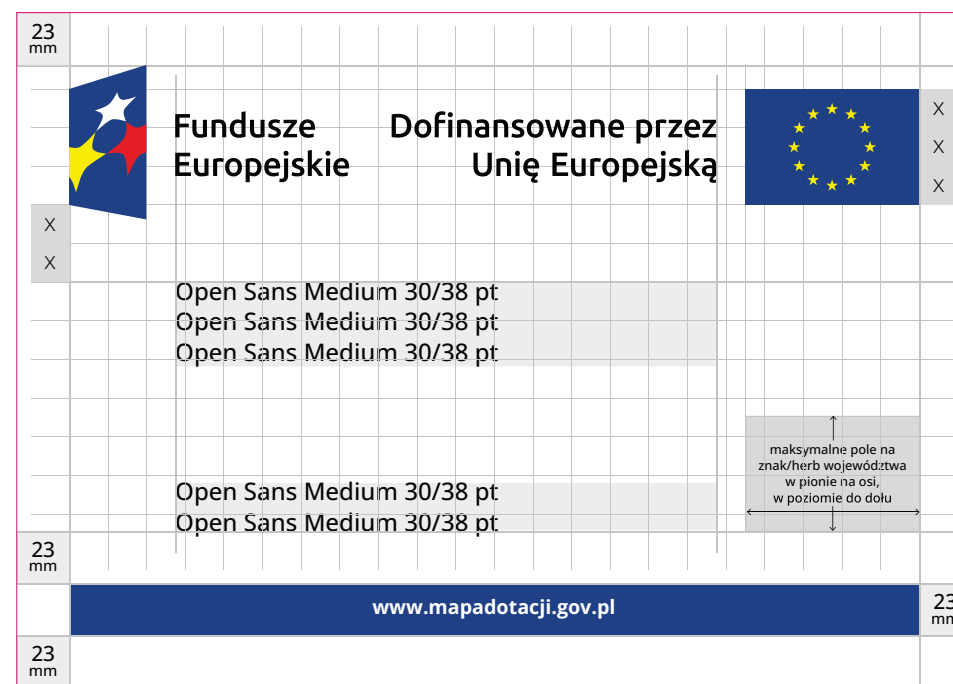 23
mm
Fundusze
Europejskie
Dofinansowane przez
Unię Europejską
X
X
X
X
X
Open Sans Medium 30/38 pt
Open Sans Medium 30/38 pt
Open Sans Medium 30/38 pt
maksymalne pole na
znak/herb województwa
w pionie na osi,
w poziomie do dołu
Open Sans Medium 30/38 pt
Open Sans Medium 30/38 pt
23
mm
www.mapadotacji.gov.pl
23
mm
23
mm